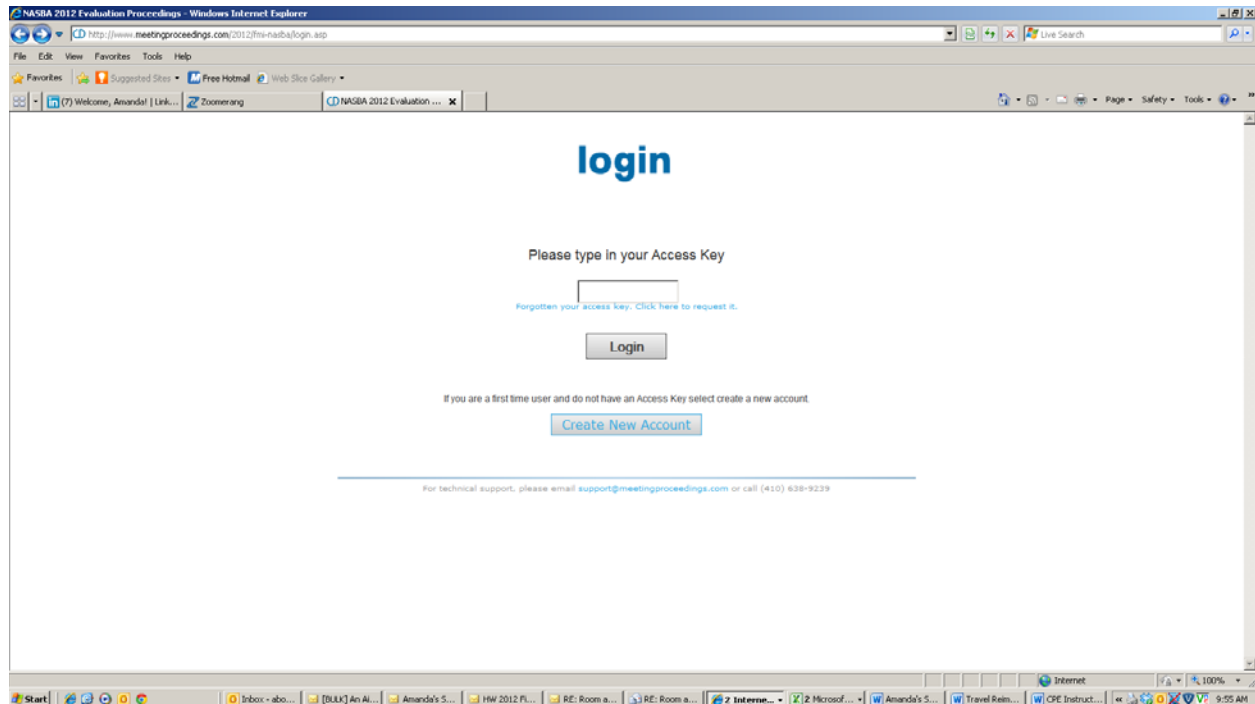 NASBA 2012 Evaluation Proceedings - Windows Internet Explorer
http://www.meetingproceedings.com/2012/fmi-nasba/login.asp
Live Search
File Edit View Favorites Tools Help
Favorites Suggested Sites Free Hotmail Web Slice Gallery
(7) Welcome, Amanda! | Link... Zoomerang NASBA 2012 Evaluation ... Page Safety Tools
login
Please type in your Access Key
Forgotten your access key. Click here to request it.
Login
If you are a first time user and do not have an Access Key select create a new account.
Create New Account
For technical support, please email support@meetingproceedings.com or call (410) 638-9239
Internet 100%
Start Inbox - abo... [BULK] An Ai... Amanda's S... HW 2012 Fi... RE: Room a... RE: Room a... 2 Interne... 2 Microsof... Amanda's S... Travel Reim... CPE Instruct... 9:55 AM